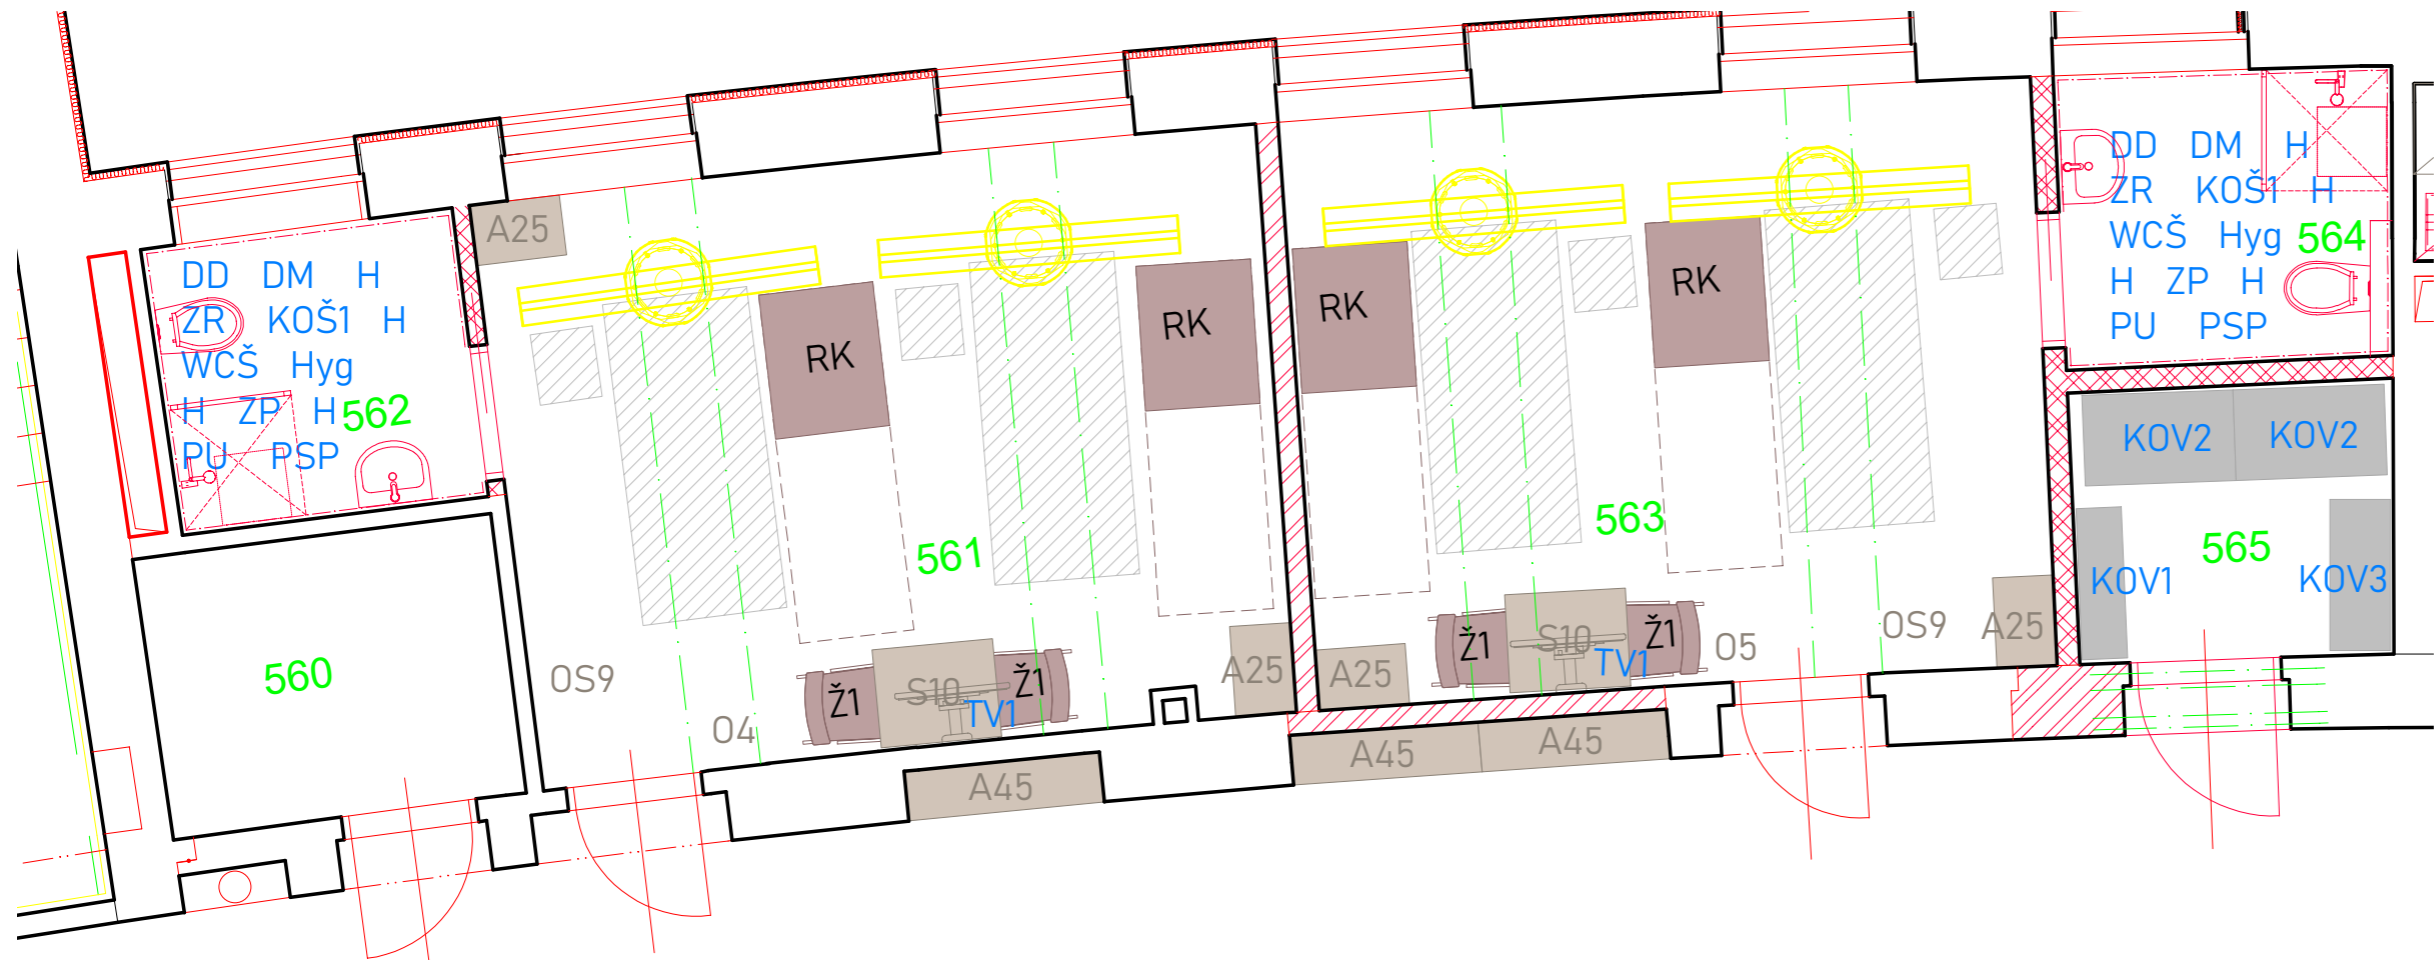 DD DM H
ZR KOŠ1 H
WCŠ Hyg
H ZP H
PU PSP
562
A25
RK
RK
561
560
OS9
O4
Ž1
S10
Ž1
TV1
A25
A45
RK
RK
563
A25
Ž1
S10
Ž1
TV1
O5
OS9
A25
A45
A45
DD DM H
ZR KOŠ1 H
WCŠ Hyg
564
H ZP H
PU PSP
KOV2
KOV2
565
KOV1
KOV3